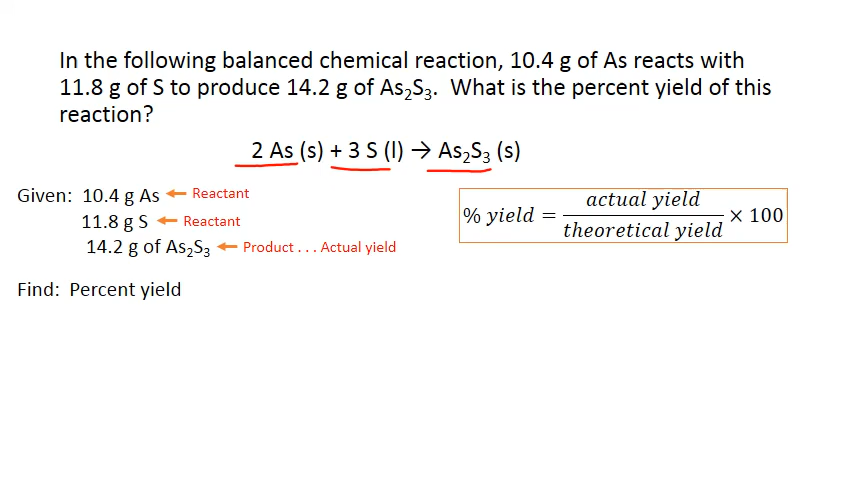 In the following balanced chemical reaction, 10.4 g of As reacts with
11.8 g of S to produce 14.2 g of As₂S₃. What is the percent yield of this
reaction?
2 As (s) + 3 S (l) → As₂S₃ (s)
Given: 10.4 g As ← Reactant
11.8 g S ← Reactant
14.2 g of As₂S₃ ← Product . . . Actual yield
% yield = actual yield / theoretical yield × 100
Find: Percent yield